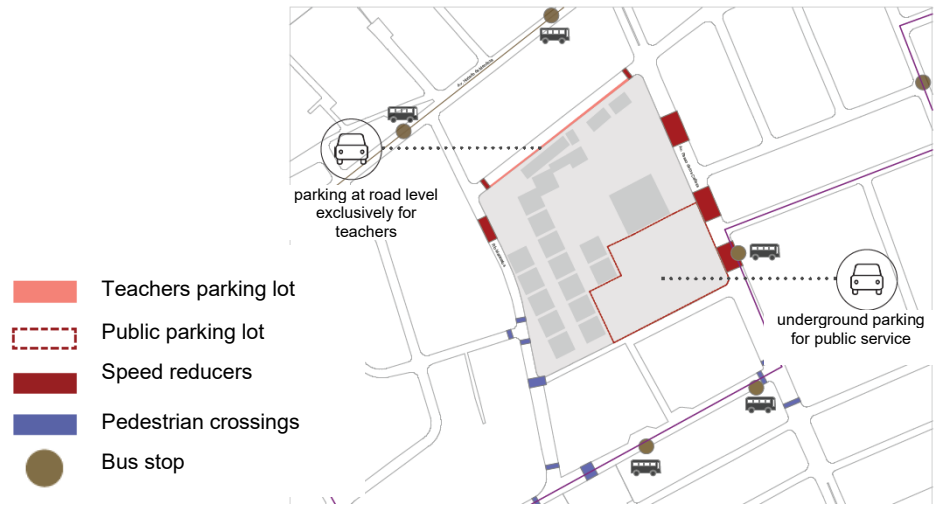 parking at road level
exclusively for
teachers
Teachers parking lot
Public parking lot
Speed reducers
Pedestrian crossings
Bus stop
underground parking
for public service